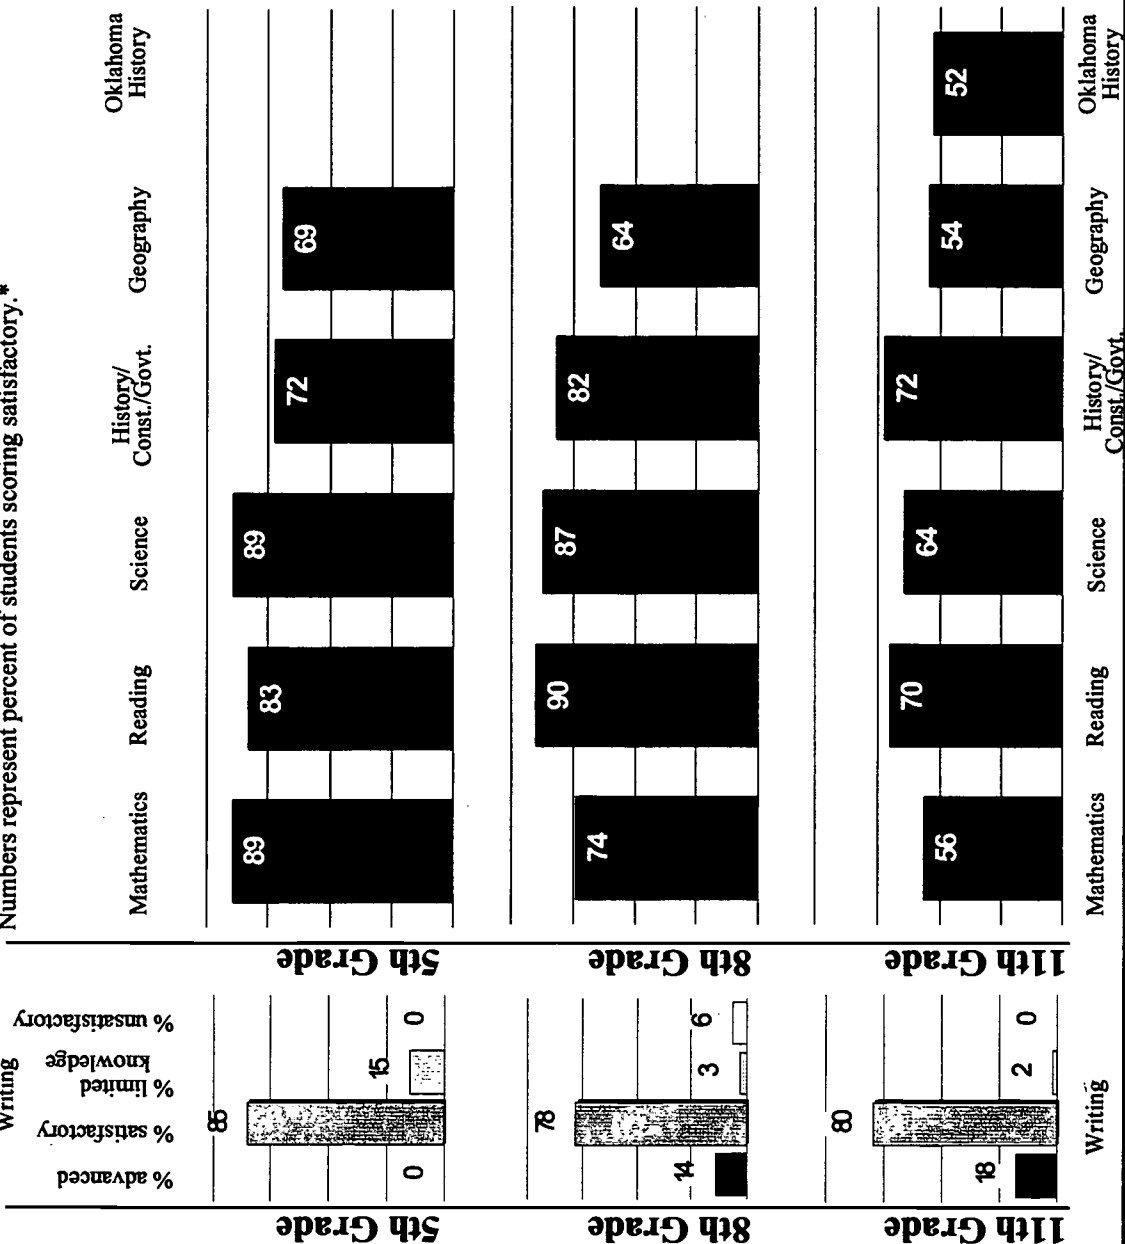 Numbers represent percent of students scoring satisfactory.*
Writing
% advanced
% satisfactory
% limited
knowledge
% unsatisfactory
Mathematics
Reading
Science
History/
Const./Govt.
Geography
Oklahoma
History
5th Grade
0
85
15
0
5th Grade
89
83
89
72
69
8th Grade
14
78
3
6
8th Grade
74
90
87
82
64
11th Grade
18
80
2
0
11th Grade
56
70
64
72
54
52
Writing
Mathematics
Reading
Science
History/
Const./Govt.
Geography
Oklahoma
History